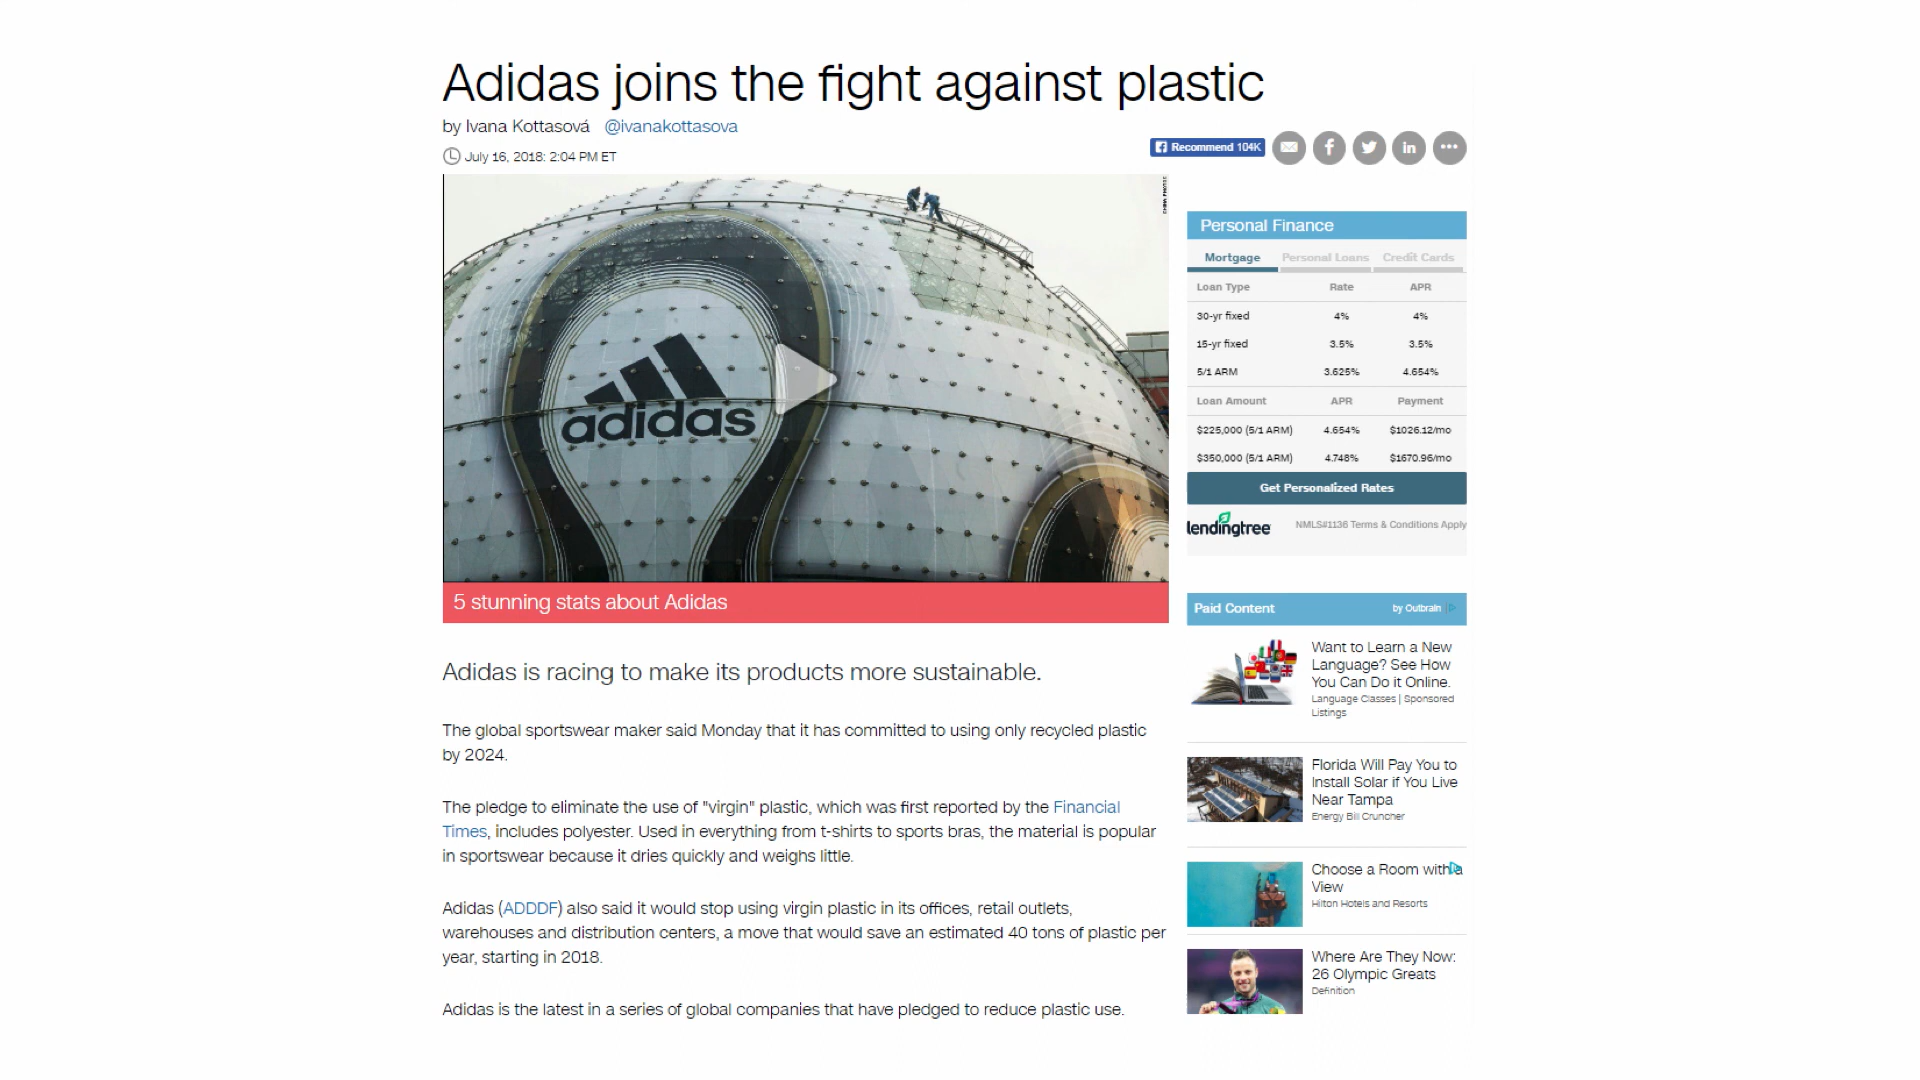 Adidas joins the fight against plastic
by Ivana Kottasová @ivanakottasova
July 16, 2018: 2:04 PM ET
Recommend 104K
CHINA PHOTOS
adidas
5 stunning stats about Adidas
Adidas is racing to make its products more sustainable.
The global sportswear maker said Monday that it has committed to using only recycled plastic
by 2024.
The pledge to eliminate the use of "virgin" plastic, which was first reported by the Financial
Times, includes polyester. Used in everything from t-shirts to sports bras, the material is popular
in sportswear because it dries quickly and weighs little.
Adidas (ADDDF) also said it would stop using virgin plastic in its offices, retail outlets,
warehouses and distribution centers, a move that would save an estimated 40 tons of plastic per
year, starting in 2018.
Adidas is the latest in a series of global companies that have pledged to reduce plastic use.
Personal Finance
Mortgage Personal Loans Credit Cards
Loan Type Rate APR
30-yr fixed 4% 4%
15-yr fixed 3.5% 3.5%
5/1 ARM 3.625% 4.654%
Loan Amount APR Payment
$225,000 (5/1 ARM) 4.654% $1026.12/mo
$350,000 (5/1 ARM) 4.748% $1670.96/mo
Get Personalized Rates
lendingtree NMLS#1136 Terms & Conditions Apply
Paid Content by Outbrain
Want to Learn a New
Language? See How
You Can Do it Online.
Language Classes | Sponsored
Listings
Florida Will Pay You to
Install Solar if You Live
Near Tampa
Energy Bill Cruncher
Choose a Room with a
View
Hilton Hotels and Resorts
Where Are They Now:
26 Olympic Greats
Definition